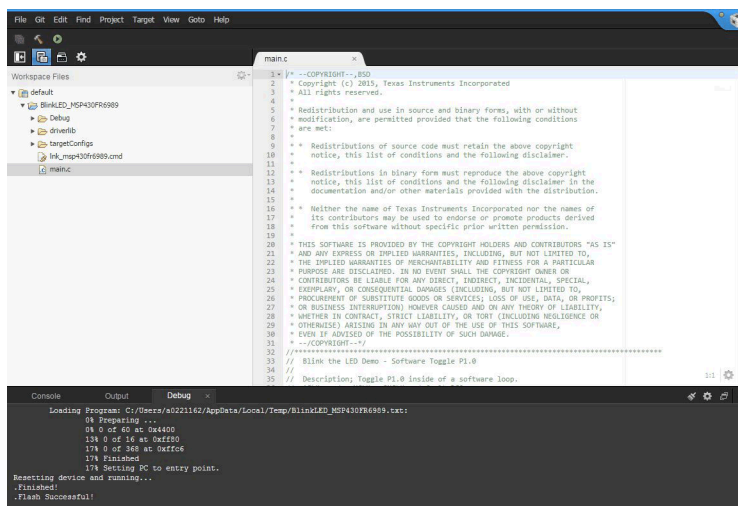 File Git Edit Find Project Target View Goto Help
main.c ×
Workspace Files
default
BlinkLED_MSP430FR6989
Debug
driverlib
targetConfigs
lnk_msp430fr6989.cmd
main.c
1 /* --COPYRIGHT--,BSD
2 * Copyright (c) 2015, Texas Instruments Incorporated
3 * All rights reserved.
4 *
5 * Redistribution and use in source and binary forms, with or without
6 * modification, are permitted provided that the following conditions
7 * are met:
8 *
9 * * Redistributions of source code must retain the above copyright
10 * notice, this list of conditions and the following disclaimer.
11 *
12 * * Redistributions in binary form must reproduce the above copyright
13 * notice, this list of conditions and the following disclaimer in the
14 * documentation and/or other materials provided with the distribution.
15 *
16 * * Neither the name of Texas Instruments Incorporated nor the names of
17 * its contributors may be used to endorse or promote products derived
18 * from this software without specific prior written permission.
19 *
20 * THIS SOFTWARE IS PROVIDED BY THE COPYRIGHT HOLDERS AND CONTRIBUTORS "AS IS"
21 * AND ANY EXPRESS OR IMPLIED WARRANTIES, INCLUDING, BUT NOT LIMITED TO,
22 * THE IMPLIED WARRANTIES OF MERCHANTABILITY AND FITNESS FOR A PARTICULAR
23 * PURPOSE ARE DISCLAIMED. IN NO EVENT SHALL THE COPYRIGHT OWNER OR
24 * CONTRIBUTORS BE LIABLE FOR ANY DIRECT, INDIRECT, INCIDENTAL, SPECIAL,
25 * EXEMPLARY, OR CONSEQUENTIAL DAMAGES (INCLUDING, BUT NOT LIMITED TO,
26 * PROCUREMENT OF SUBSTITUTE GOODS OR SERVICES; LOSS OF USE, DATA, OR PROFITS;
27 * OR BUSINESS INTERRUPTION) HOWEVER CAUSED AND ON ANY THEORY OF LIABILITY,
28 * WHETHER IN CONTRACT, STRICT LIABILITY, OR TORT (INCLUDING NEGLIGENCE OR
29 * OTHERWISE) ARISING IN ANY WAY OUT OF THE USE OF THIS SOFTWARE,
30 * EVEN IF ADVISED OF THE POSSIBILITY OF SUCH DAMAGE.
31 * --/COPYRIGHT--*/
32 //******************************************************************************
33 // Blink the LED Demo - Software Toggle P1.0
34 //
35 // Description; Toggle P1.0 inside of a software loop.
1:1
Console Output Debug ×
Loading Program: C:/Users/a0221162/AppData/Local/Temp/BlinkLED_MSP430FR6989.txt:
0% Preparing ...
0% 0 of 60 at 0x4400
13% 0 of 16 at 0xff80
17% 0 of 368 at 0xffc6
17% Finished
17% Setting PC to entry point.
Resetting device and running...
.Finished!
.Flash Successful!